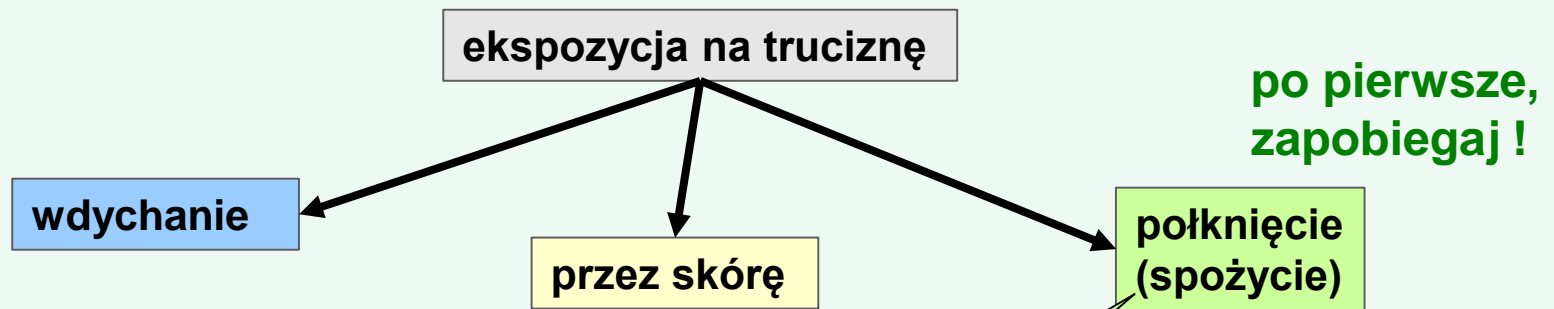 ekspozycja na truciznę
po pierwsze,
zapobiegaj !
wdychanie
przez skórę
połknięcie
(spożycie)